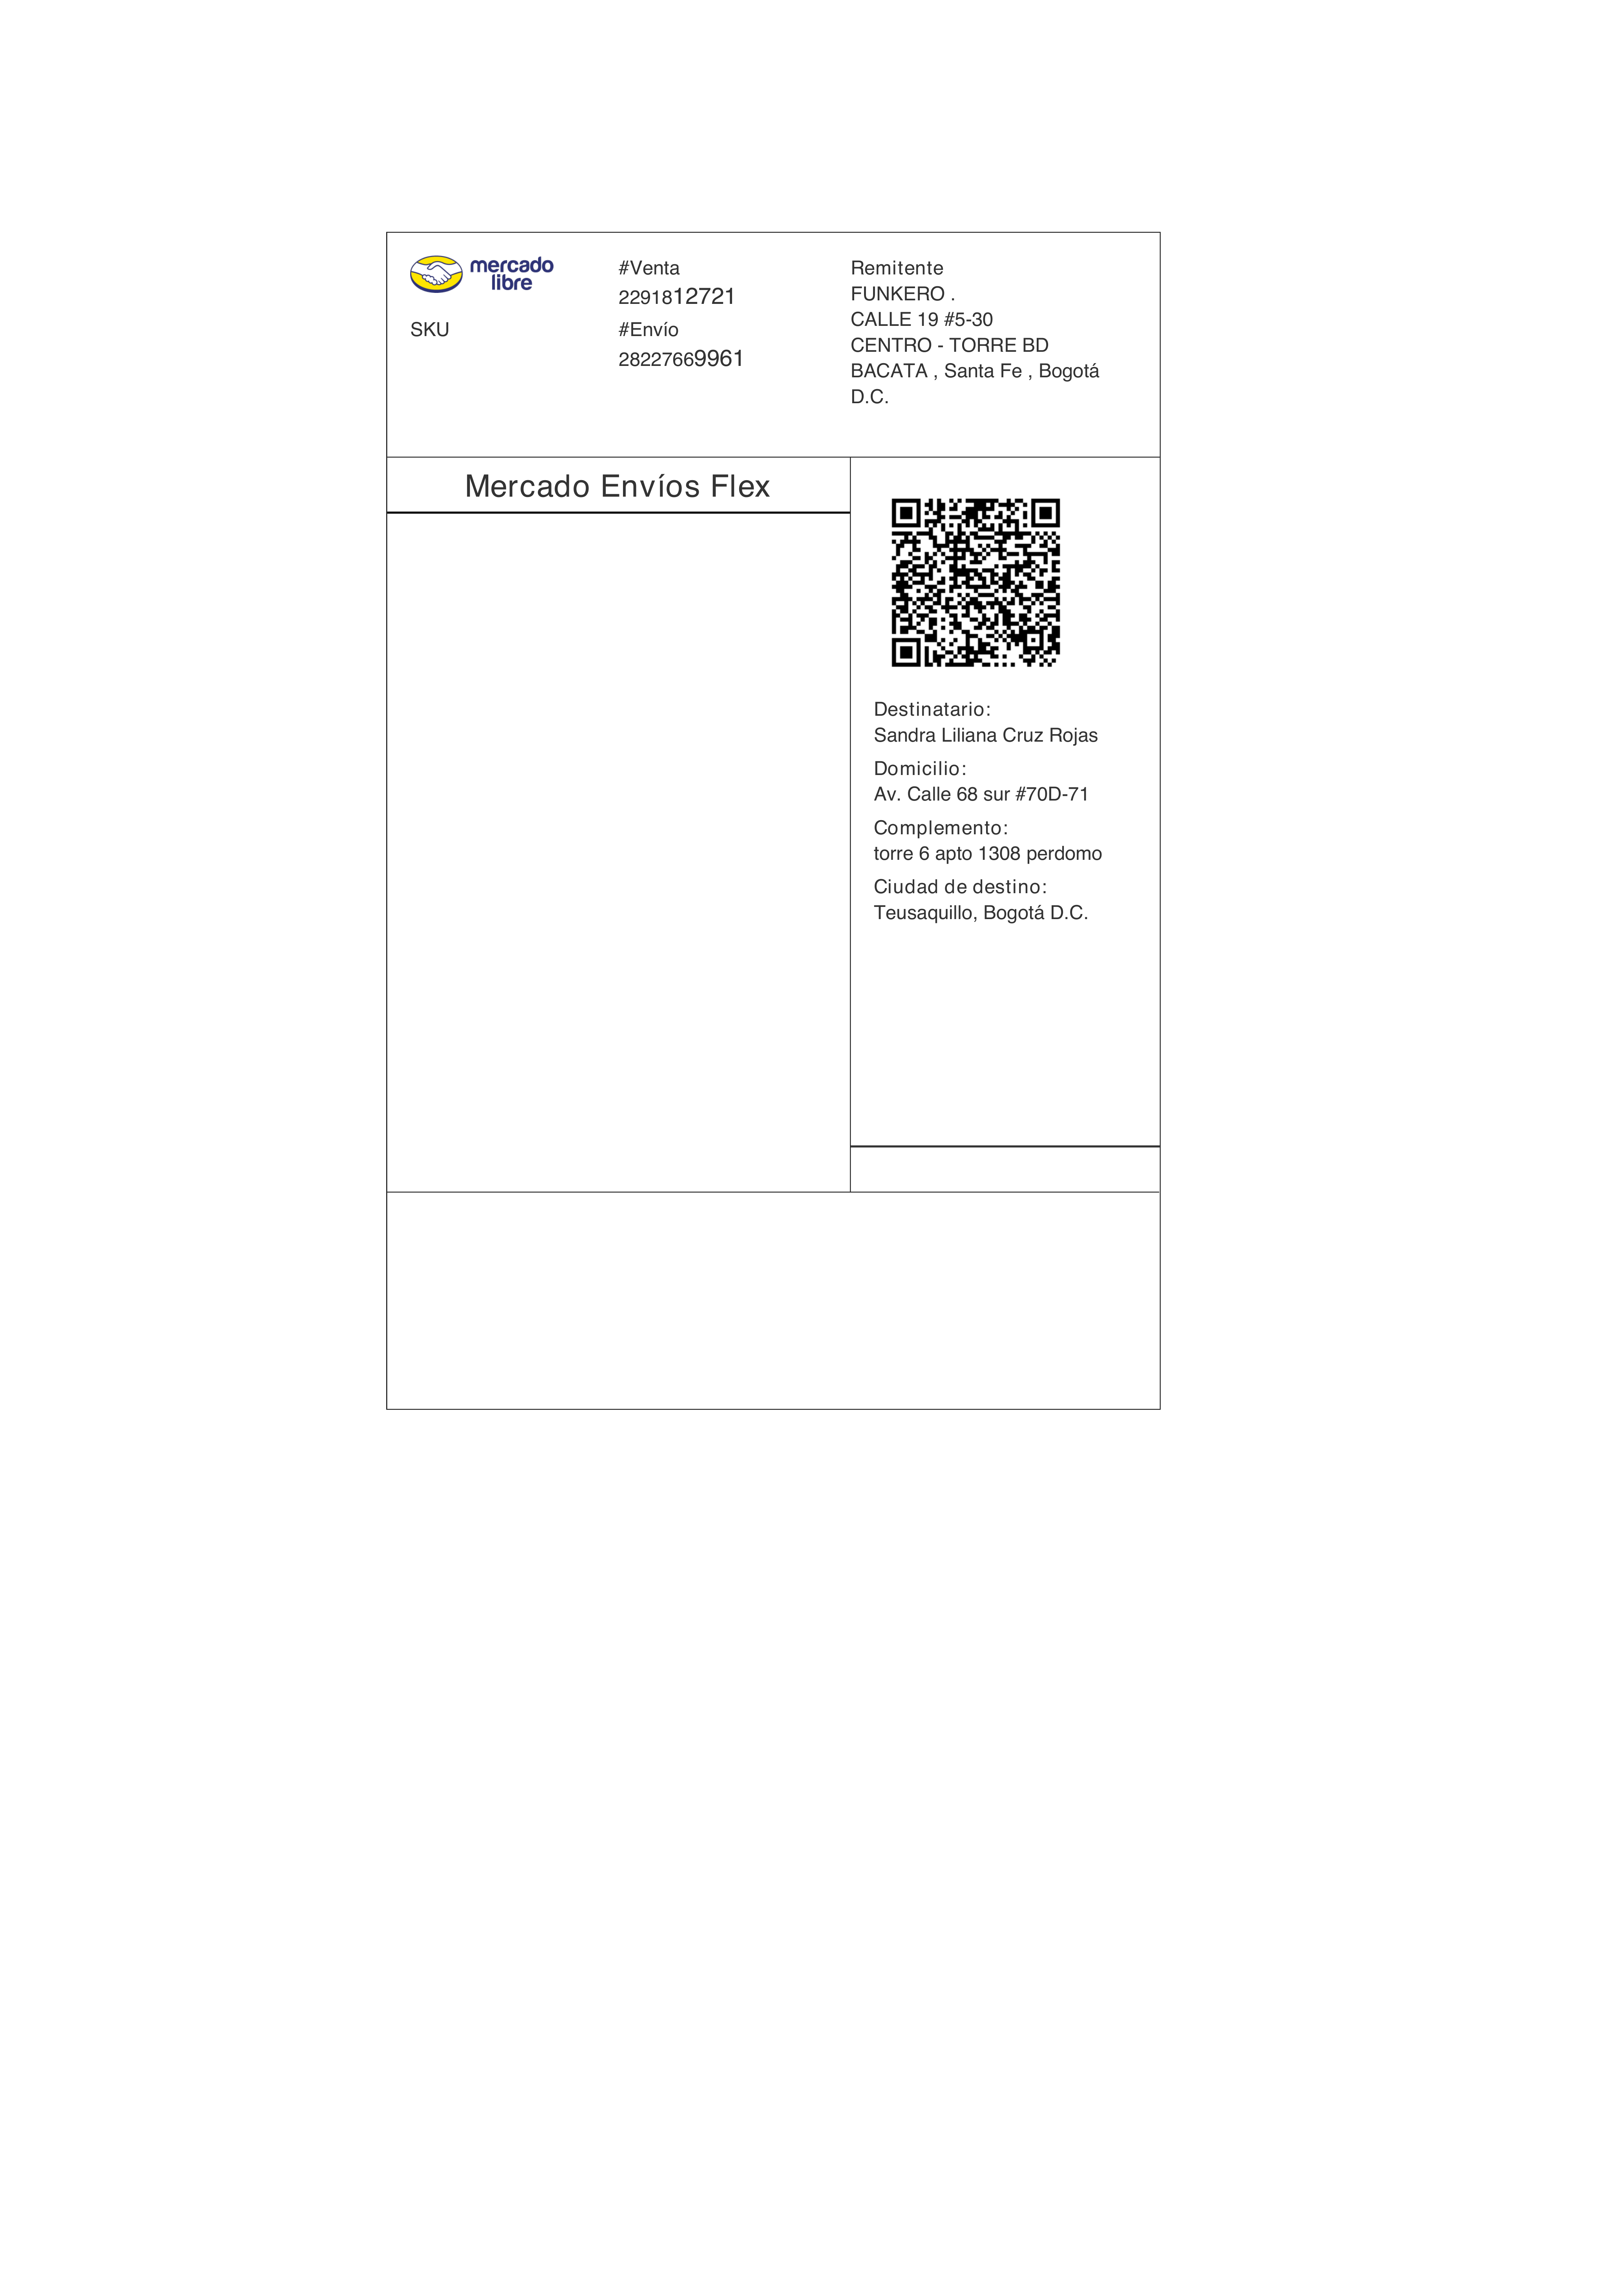 mercado
libre
SKU
#Venta
2291812721
#Envío
28227669961
Remitente
FUNKERO .
CALLE 19 #5-30
CENTRO - TORRE BD
BACATA , Santa Fe , Bogotá
D.C.
Mercado Envíos Flex
Destinatario:
Sandra Liliana Cruz Rojas
Domicilio:
Av. Calle 68 sur #70D-71
Complemento:
torre 6 apto 1308 perdomo
Ciudad de destino:
Teusaquillo, Bogotá D.C.